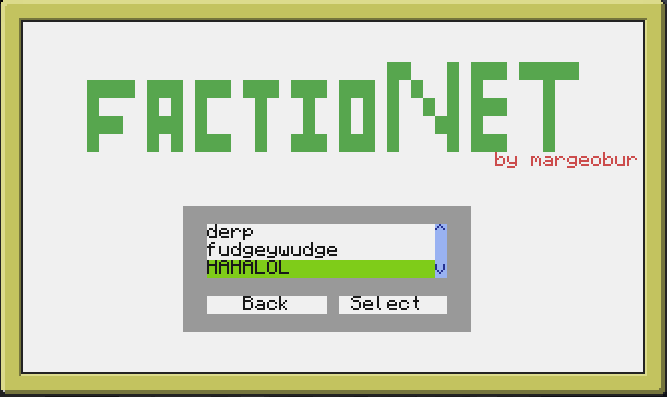 FACTIONET
by margeobur
derp
^
fudgeywudge
HAHALOL
v
Back Select